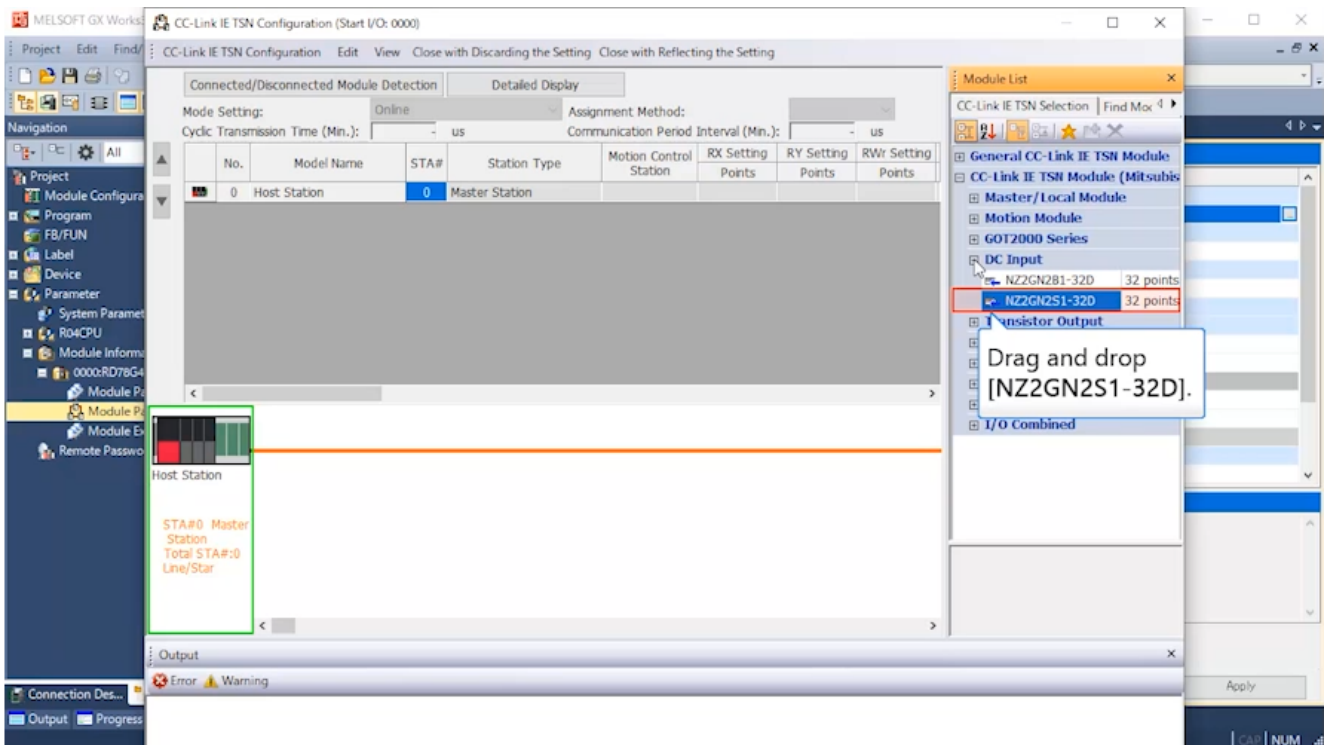 MELSOFT GX Works
CC-Link IE TSN Configuration (Start I/O: 0000)
Project Edit Find/
CC-Link IE TSN Configuration Edit View Close with Discarding the Setting Close with Reflecting the Setting
Connected/Disconnected Module Detection Detailed Display
Mode Setting: Online Assignment Method:
Cyclic Transmission Time (Min.): - us Communication Period Interval (Min.): - us
No. Model Name STA# Station Type Motion Control Station RX Setting Points RY Setting Points RWr Setting Points
0 Host Station 0 Master Station
Navigation
All
Project
Module Configura
Program
FB/FUN
Label
Device
Parameter
System Paramet
R04CPU
Module Informa
0000:RD78G4
Module Pa
Module Pa
Module Ex
Remote Passwo
Host Station
STA#0 Master
Station
Total STA#:0
Line/Star
Module List
CC-Link IE TSN Selection Find Mo
General CC-Link IE TSN Module
CC-Link IE TSN Module (Mitsubis
Master/Local Module
Motion Module
GOT2000 Series
DC Input
NZ2GN2B1-32D 32 points
NZ2GN2S1-32D 32 points
ansistor Output
I/O Combined
Drag and drop
[NZ2GN2S1-32D].
Output
Error Warning
Connection Des...
Output Progress
Apply
CAP NUM